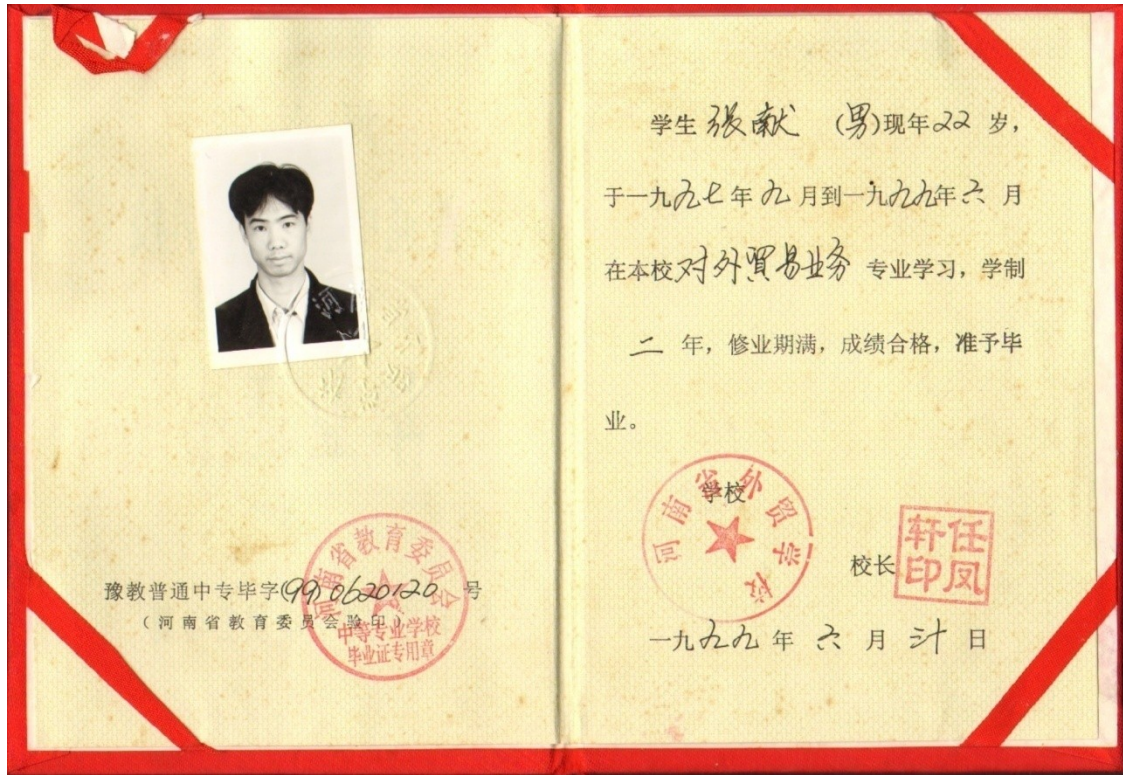 豫教普通中专毕字(99)0620120号
(河南省教育委员会验印)
河南省教育委员会
中等专业学校
毕业证专用章
学生 张献 (男)现年22岁,
于一九九七年九月到一九九九年六月
在本校对外貿易业务专业学习,学制
二年,修业期满,成绩合格,准予毕
业。
学校
河南省外贸学校
校长
任凤
轩印
一九九九年六月 日